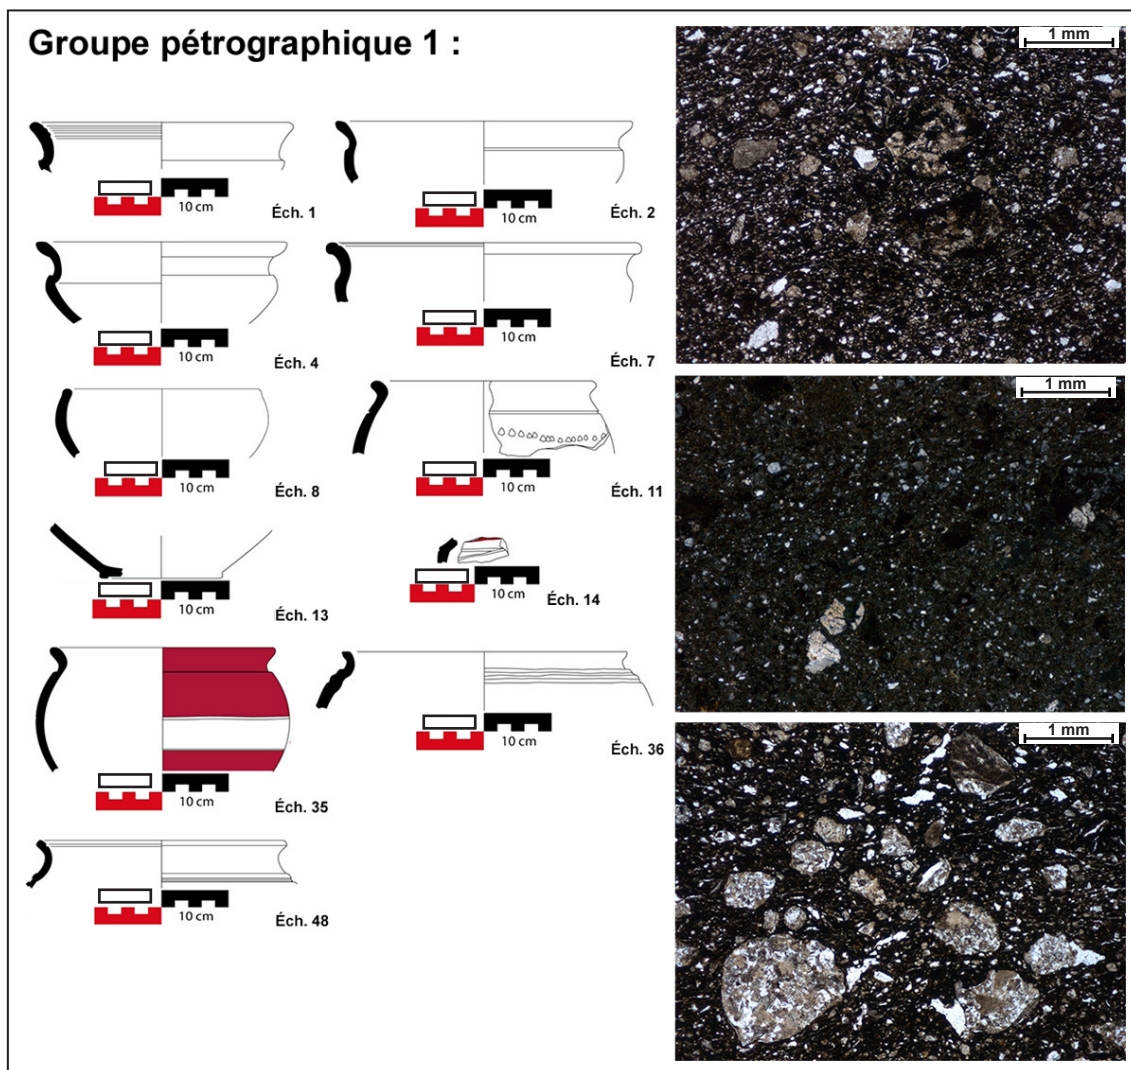 Groupe pétrographique 1 :
1 mm
10 cm
Éch. 1
10 cm
Éch. 2
10 cm
Éch. 4
10 cm
Éch. 7
1 mm
10 cm
Éch. 8
10 cm
Éch. 11
10 cm
Éch. 13
10 cm
Éch. 14
10 cm
Éch. 35
10 cm
Éch. 36
1 mm
10 cm
Éch. 48